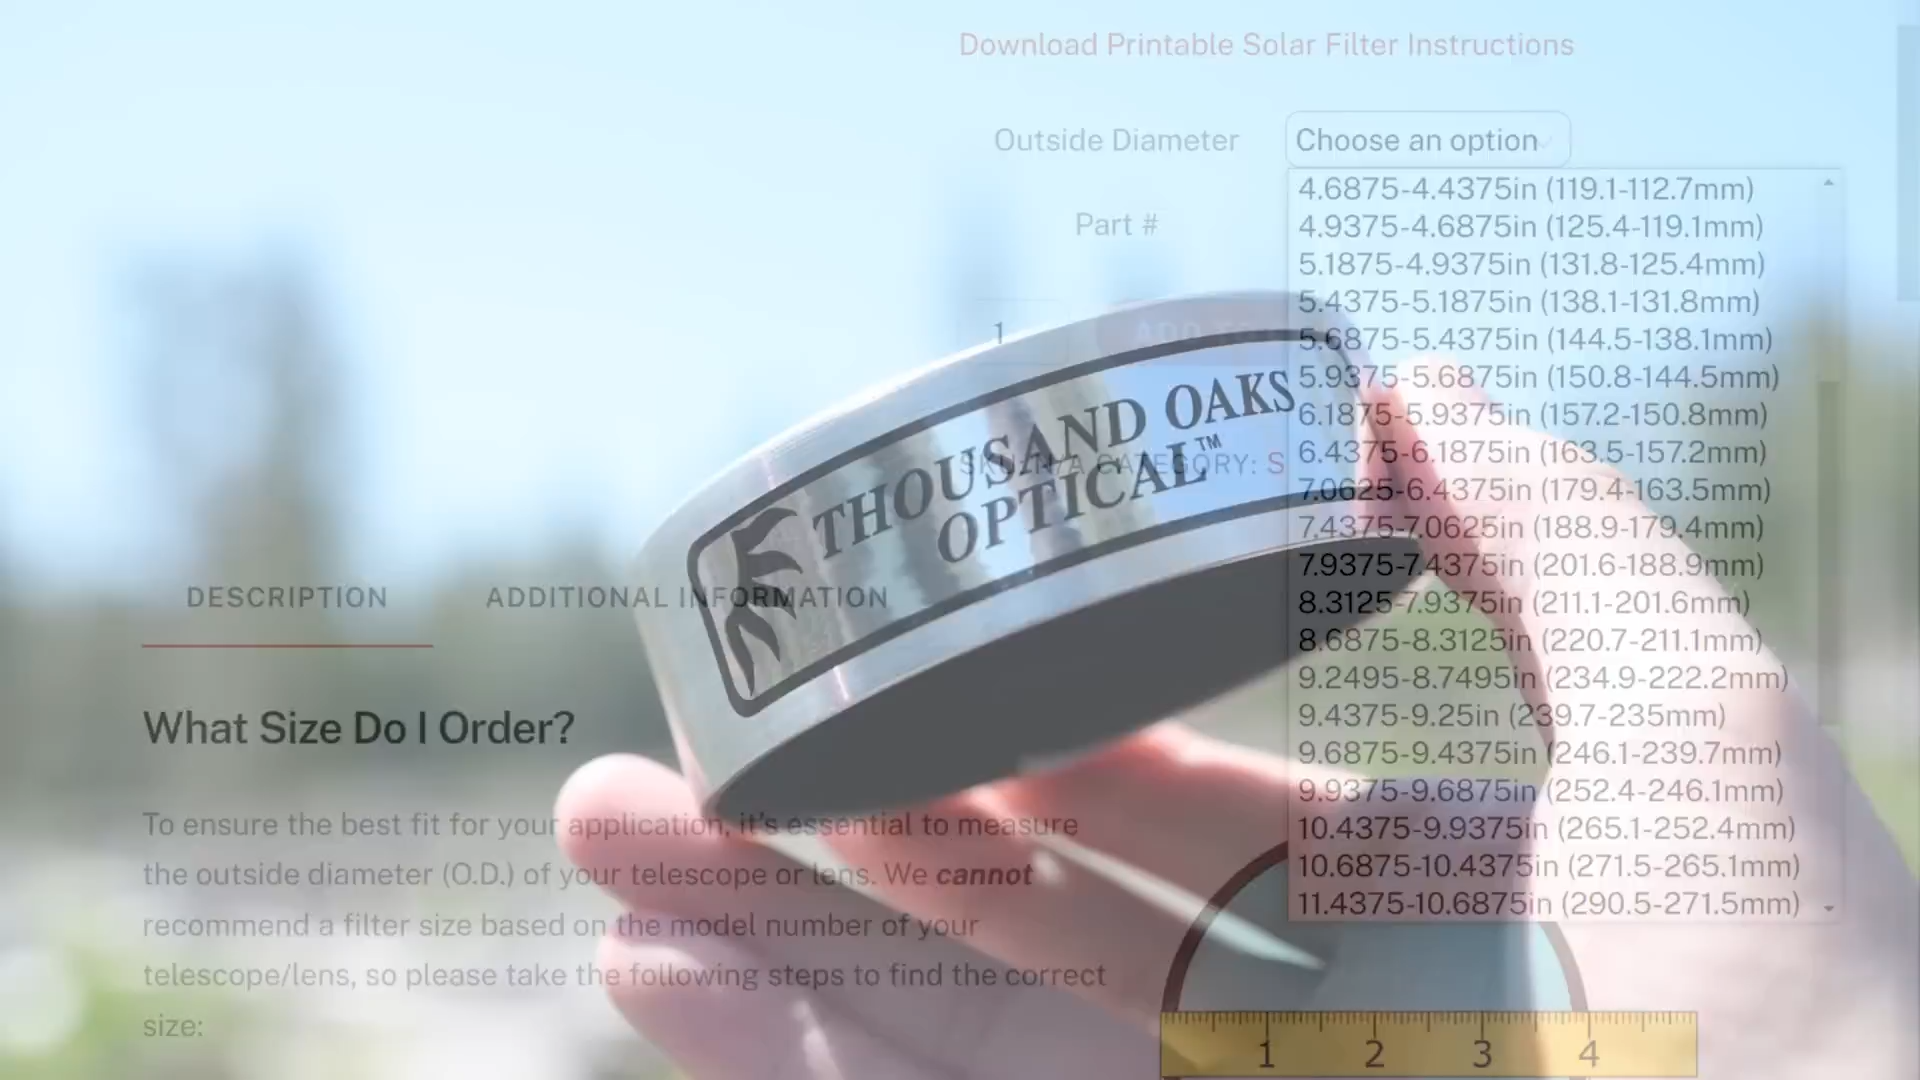 Download Printable Solar Filter Instructions
Outside Diameter
Choose an option
Part #
4.6875-4.4375in (119.1-112.7mm)
4.9375-4.6875in (125.4-119.1mm)
5.1875-4.9375in (131.8-125.4mm)
5.4375-5.1875in (138.1-131.8mm)
5.6875-5.4375in (144.5-138.1mm)
5.9375-5.6875in (150.8-144.5mm)
6.1875-5.9375in (157.2-150.8mm)
6.4375-6.1875in (163.5-157.2mm)
7.0625-6.4375in (179.4-163.5mm)
7.4375-7.0625in (188.9-179.4mm)
7.9375-7.4375in (201.6-188.9mm)
8.3125-7.9375in (211.1-201.6mm)
8.6875-8.3125in (220.7-211.1mm)
9.2495-8.7495in (234.9-222.2mm)
9.4375-9.25in (239.7-235mm)
9.6875-9.4375in (246.1-239.7mm)
9.9375-9.6875in (252.4-246.1mm)
10.4375-9.9375in (265.1-252.4mm)
10.6875-10.4375in (271.5-265.1mm)
11.4375-10.6875in (290.5-271.5mm)
1
ADD TO
THOUSAND OAKS
OPTICAL™
SKU: N/A CATEGORY: S
DESCRIPTION
ADDITIONAL INFORMATION
What Size Do I Order?
To ensure the best fit for your application, it's essential to measure
the outside diameter (O.D.) of your telescope or lens. We cannot
recommend a filter size based on the model number of your
telescope/lens, so please take the following steps to find the correct
size:
1 2 3 4